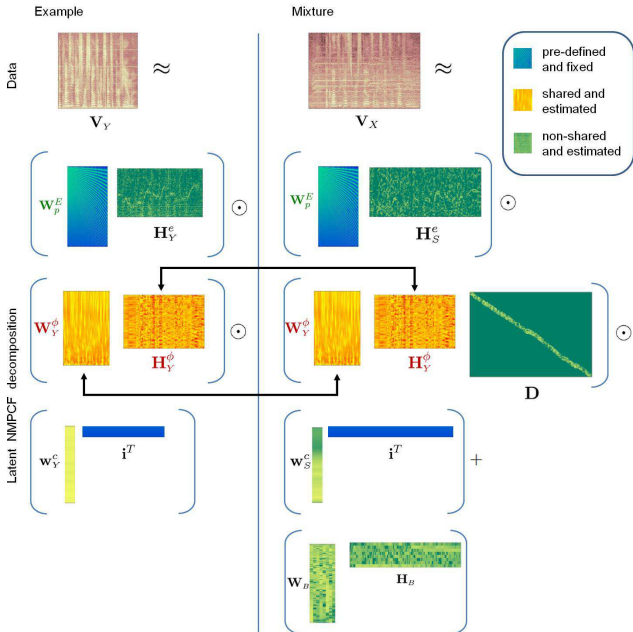 Example
Mixture
Data
≈
≈
pre-defined
and fixed
shared and
estimated
non-shared
and estimated
V_Y
V_X
W_p^E
H_Y^e
⊙
W_p^E
H_S^e
⊙
Latent NMPCF decomposition
W_Y^ϕ
H_Y^ϕ
⊙
W_Y^ϕ
H_Y^ϕ
D
⊙
w_Y^c
i^T
w_S^c
i^T
+
W_B
H_B